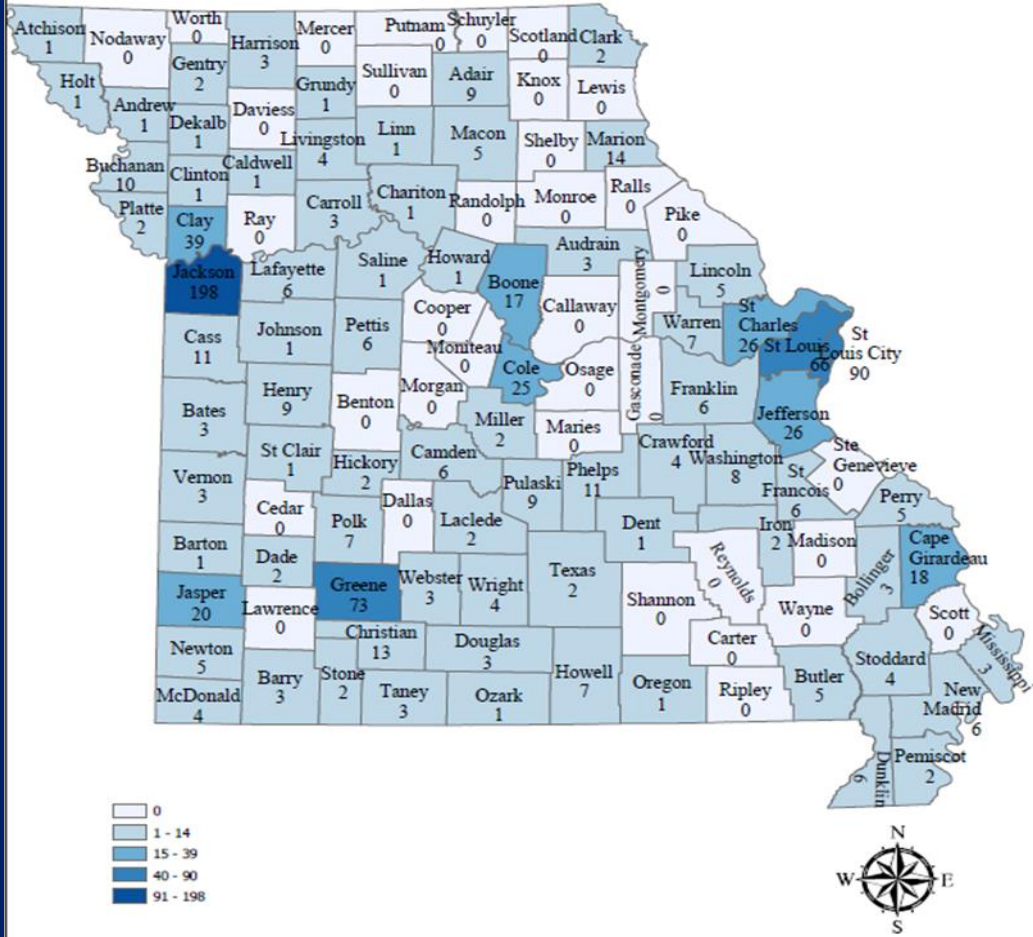 Atchison
1
Nodaway
0
Worth
0
Harrison
3
Mercer
0
Putnam
0
Schuyler
0
Scotland
0
Clark
2
Holt
1
Gentry
2
Grundy
1
Sullivan
0
Adair
9
Knox
0
Lewis
0
Andrew
1
Dekalb
1
Daviess
0
Livingston
4
Linn
1
Macon
5
Shelby
0
Marion
14
Buchanan
10
Clinton
1
Caldwell
1
Carroll
3
Chariton
1
Randolph
0
Monroe
0
Ralls
0
Pike
0
Platte
2
Clay
39
Ray
0
Jackson
198
Lafayette
6
Saline
1
Howard
1
Boone
17
Audrain
3
Callaway
0
Montgomery
0
Lincoln
5
Cass
11
Johnson
1
Pettis
6
Cooper
0
Moniteau
0
Cole
25
Osage
0
Gasconade
0
Warren
7
St
Charles
26
St Louis
66
St
Louis City
90
Franklin
6
Jefferson
26
Bates
3
Henry
9
Benton
0
Morgan
0
Miller
2
Maries
0
St Clair
1
Hickory
2
Camden
6
Pulaski
9
Phelps
11
Crawford
4
Washington
8
St
Francois
6
Ste
Genevieve
0
Perry
5
Vernon
3
Cedar
0
Polk
7
Dallas
0
Laclede
2
Dent
1
Iron
2
Madison
0
Bollinger
3
Cape
Girardeau
18
Barton
1
Dade
2
Greene
73
Webster
3
Wright
4
Texas
2
Shannon
0
Reynolds
0
Wayne
0
Scott
0
Mississippi
3
Jasper
20
Lawrence
0
Christian
13
Douglas
3
Carter
0
Stoddard
4
Newton
5
McDonald
4
Barry
3
Stone
2
Taney
3
Ozark
1
Howell
7
Oregon
1
Ripley
0
Butler
5
New
Madrid
6
Pemiscot
2
Dunklin
6
0
1 - 14
15 - 39
40 - 90
91 - 198
N
W
E
S